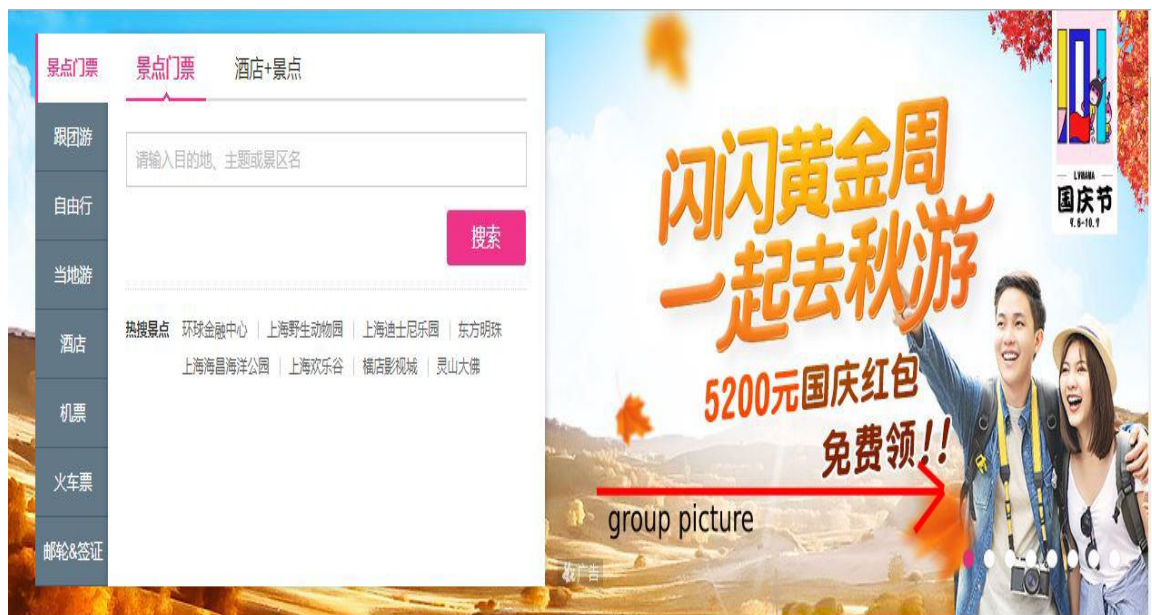 景点门票
跟团游
自由行
当地游
酒店
机票
火车票
邮轮&签证
景点门票 酒店+景点
请输入目的地、主题或景区名
搜索
热搜景点 环球金融中心 | 上海野生动物园 | 上海迪士尼乐园 | 东方明珠
上海海昌海洋公园 | 上海欢乐谷 | 横店影视城 | 灵山大佛
闪闪黄金周
一起去秋游
5200元国庆红包
免费领!!
group picture
广告
LVMAMA
国庆节
9.6-10.9